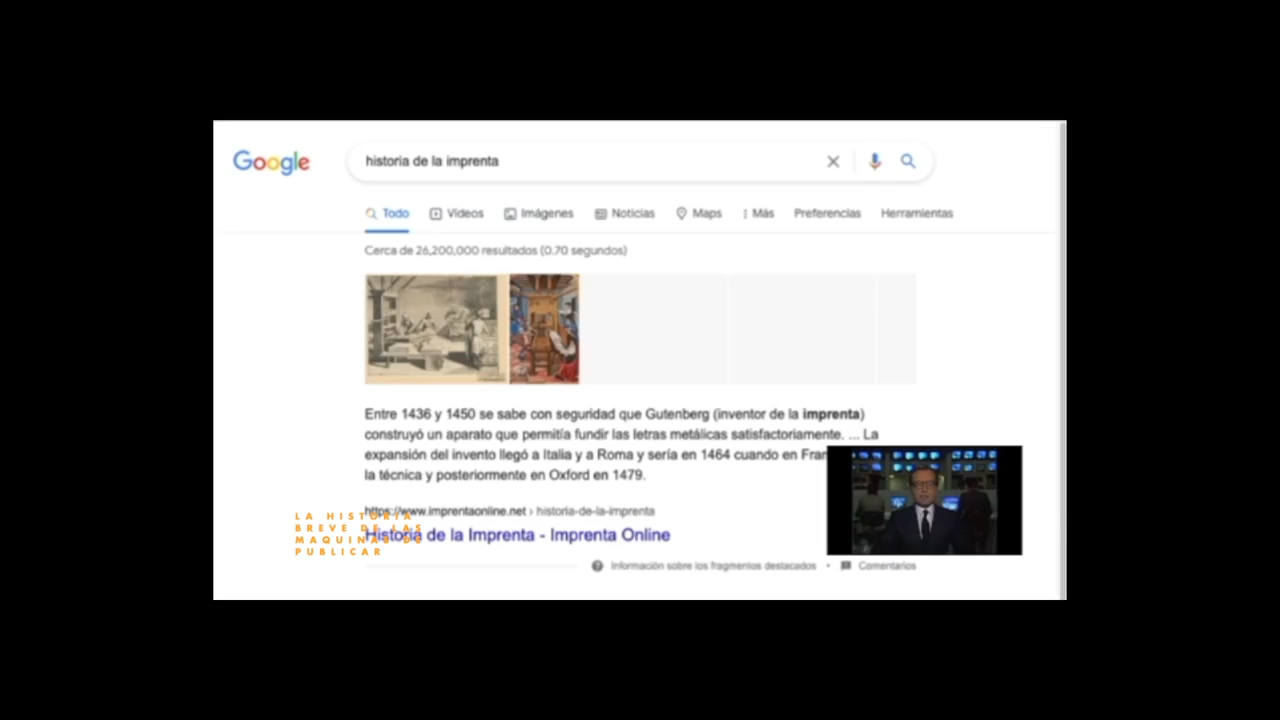 Google
historia de la imprenta
Todo Videos Imágenes Noticias Maps Más Preferencias Herramientas
Cerca de 26,200,000 resultados (0.70 segundos)
Entre 1436 y 1450 se sabe con seguridad que Gutenberg (inventor de la imprenta)
construyó un aparato que permitía fundir las letras metálicas satisfactoriamente. ... La
expansión del invento llegó a Italia y a Roma y sería en 1464 cuando en Fran
la técnica y posteriormente en Oxford en 1479.
https://www.imprentaonline.net › historia-de-la-imprenta
Historia de la Imprenta - Imprenta Online
LA HISTORIA
BREVE DE LAS
MAQUINAS DE
PUBLICAR
Información sobre los fragmentos destacados • Comentarios